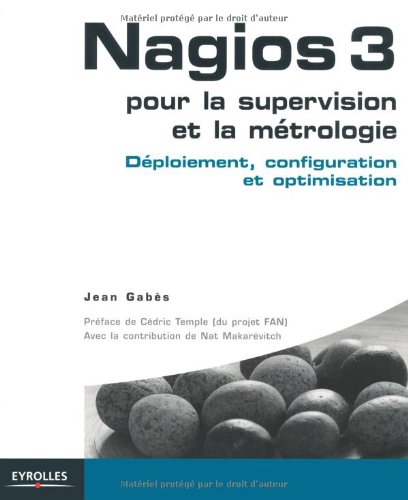 Matériel protégé par le droit d'auteur
Nagios 3
pour la supervision
et la métrologie
Déploiement, configuration
et optimisation
Jean Gabès
Préface de Cédric Temple (du projet FAN)
Avec la contribution de Nat Makarévitch
EYROLLES
Matériel protégé par le droit d'auteur